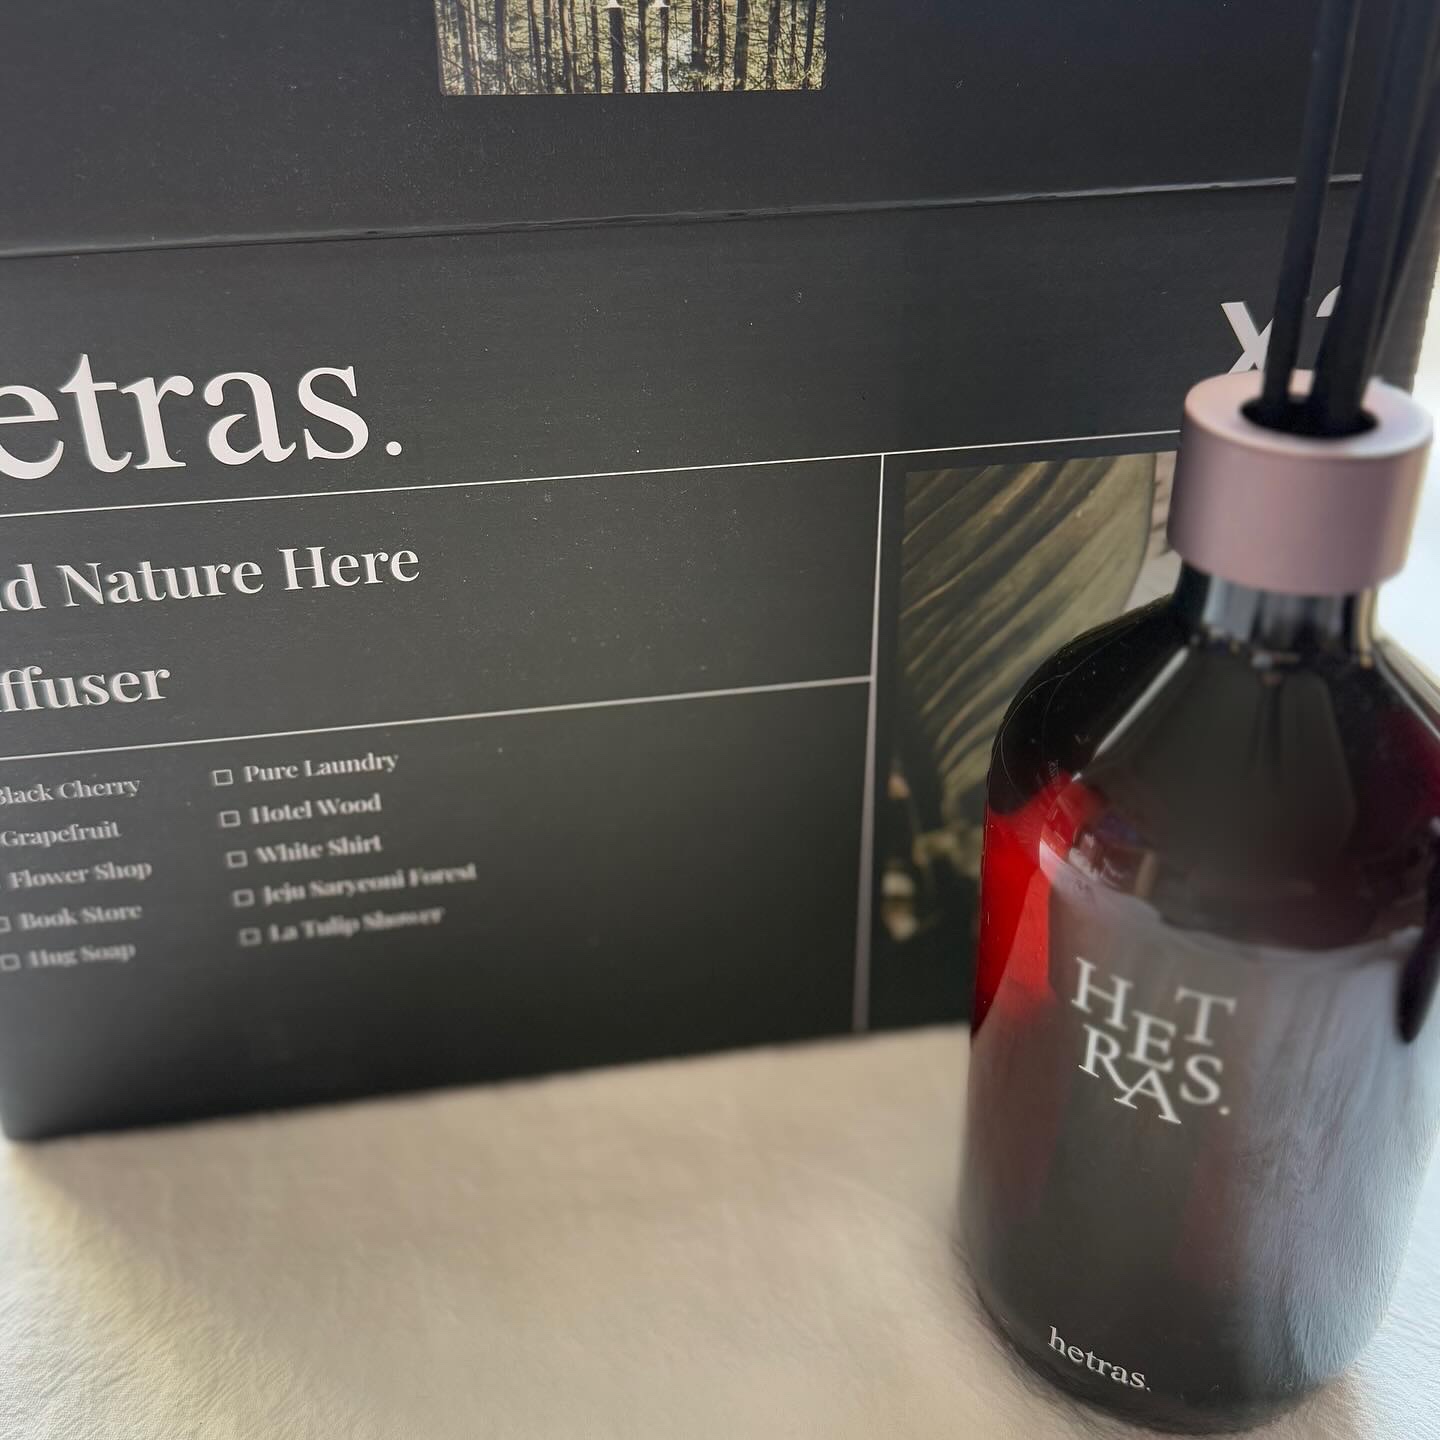 etras.
x
d Nature Here
ffuser
Black Cherry
Grapefruit
Flower Shop
Book Store
Hug Soap
Pure Laundry
Hotel Wood
White Shirt
Jeju Saryeoni Forest
La Tulip Shower
HETRAS.
hetras.